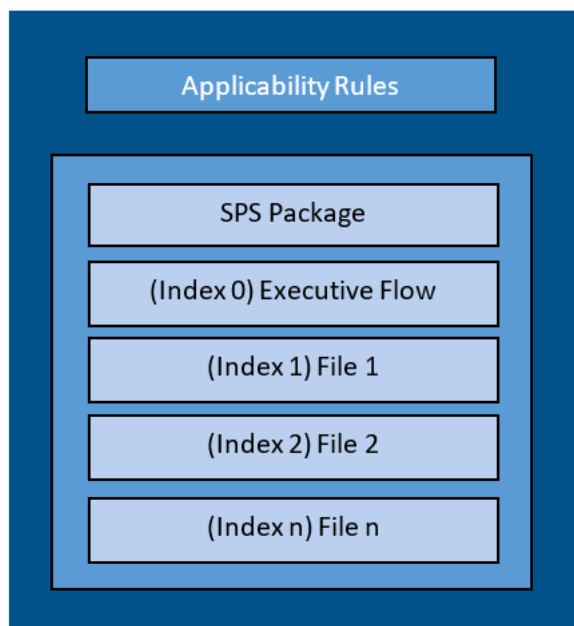 Applicability Rules
SPS Package
(Index 0) Executive Flow
(Index 1) File 1
(Index 2) File 2
(Index n) File n